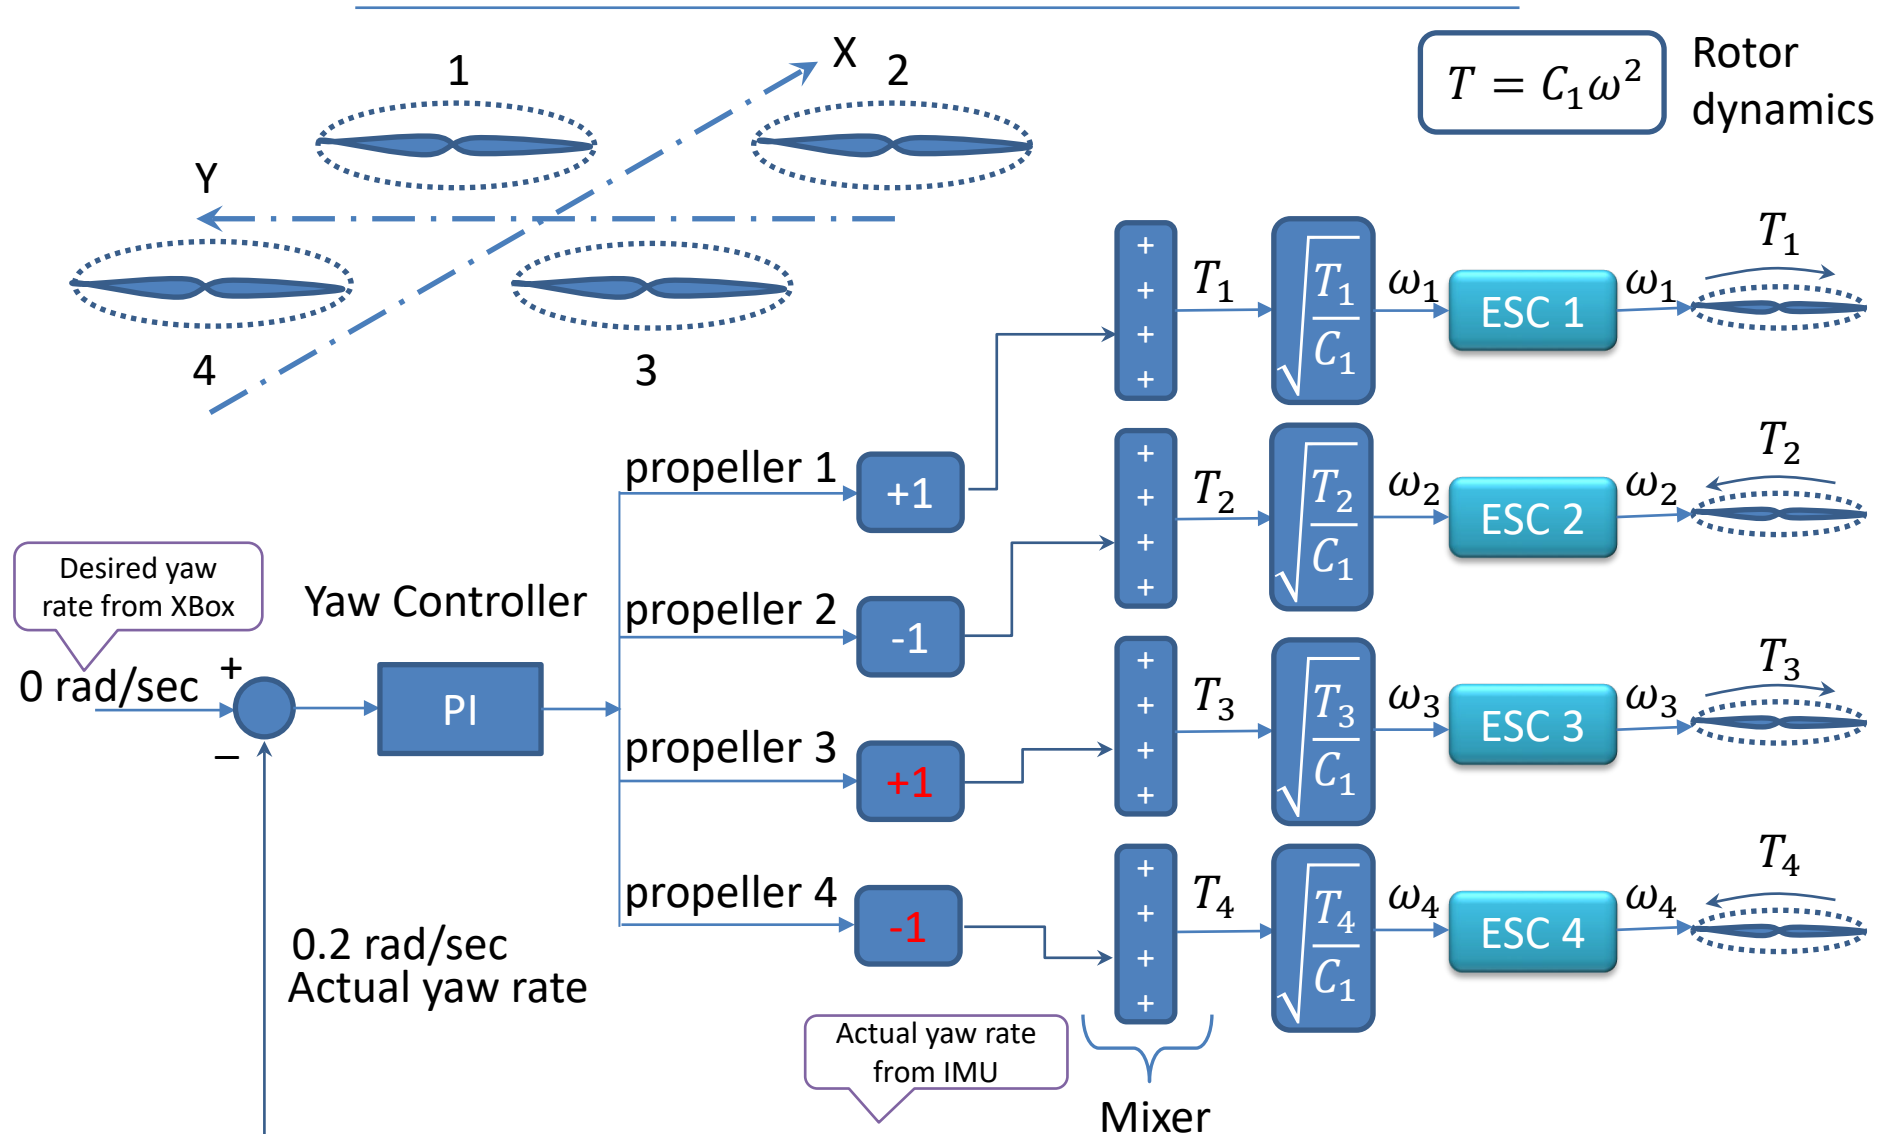 X
1
2
T = C₁ω²
Rotor
dynamics
Y
4
3
+
+
+
+
T₁
√T₁/C₁
ω₁
ESC 1
ω₁
T₁
propeller 1
+1
+
+
+
+
T₂
√T₂/C₁
ω₂
ESC 2
ω₂
T₂
Desired yaw
rate from XBox
Yaw Controller
propeller 2
-1
0 rad/sec
+
−
PI
propeller 3
+1
+
+
+
+
T₃
√T₃/C₁
ω₃
ESC 3
ω₃
T₃
propeller 4
-1
+
+
+
+
T₄
√T₄/C₁
ω₄
ESC 4
ω₄
T₄
0.2 rad/sec
Actual yaw rate
Actual yaw rate
from IMU
Mixer